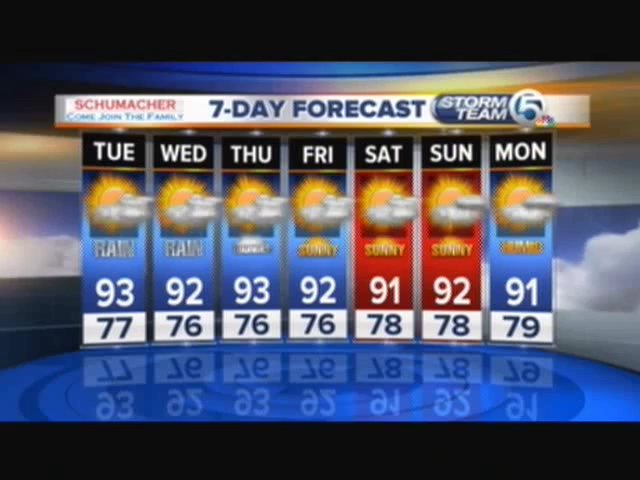 SCHUMACHER
COME JOIN THE FAMILY
7-DAY FORECAST
STORM TEAM 5
TUE WED THU FRI SAT SUN MON
RAIN RAIN SUNNY SUNNY SUNNY
93 92 93 92 91 92 91
77 76 76 76 78 78 79